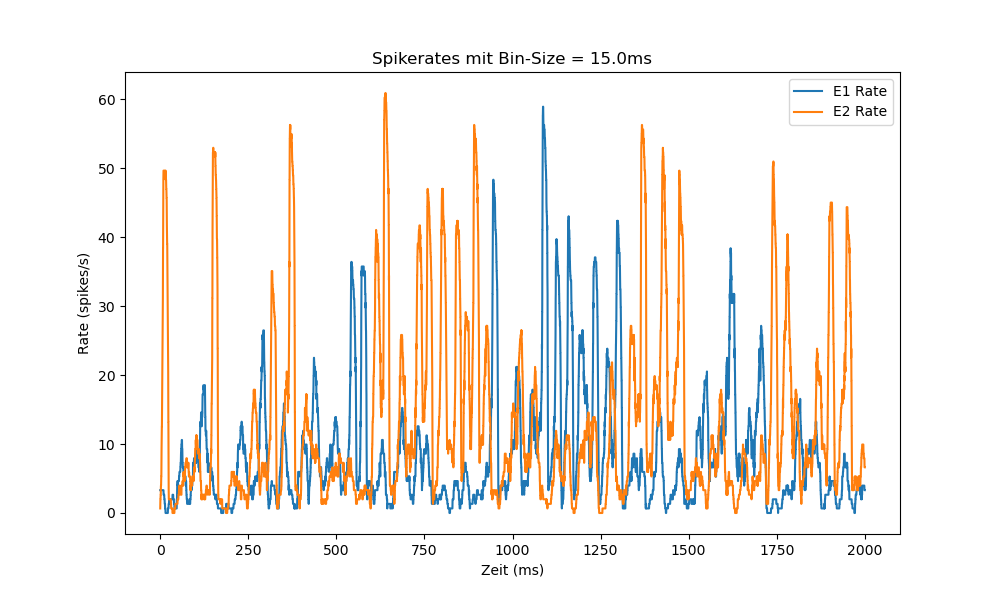 Spikerates mit Bin-Size = 15.0ms
E1 Rate
E2 Rate
Rate (spikes/s)
60
50
40
30
20
10
0
0 250 500 750 1000 1250 1500 1750 2000
Zeit (ms)